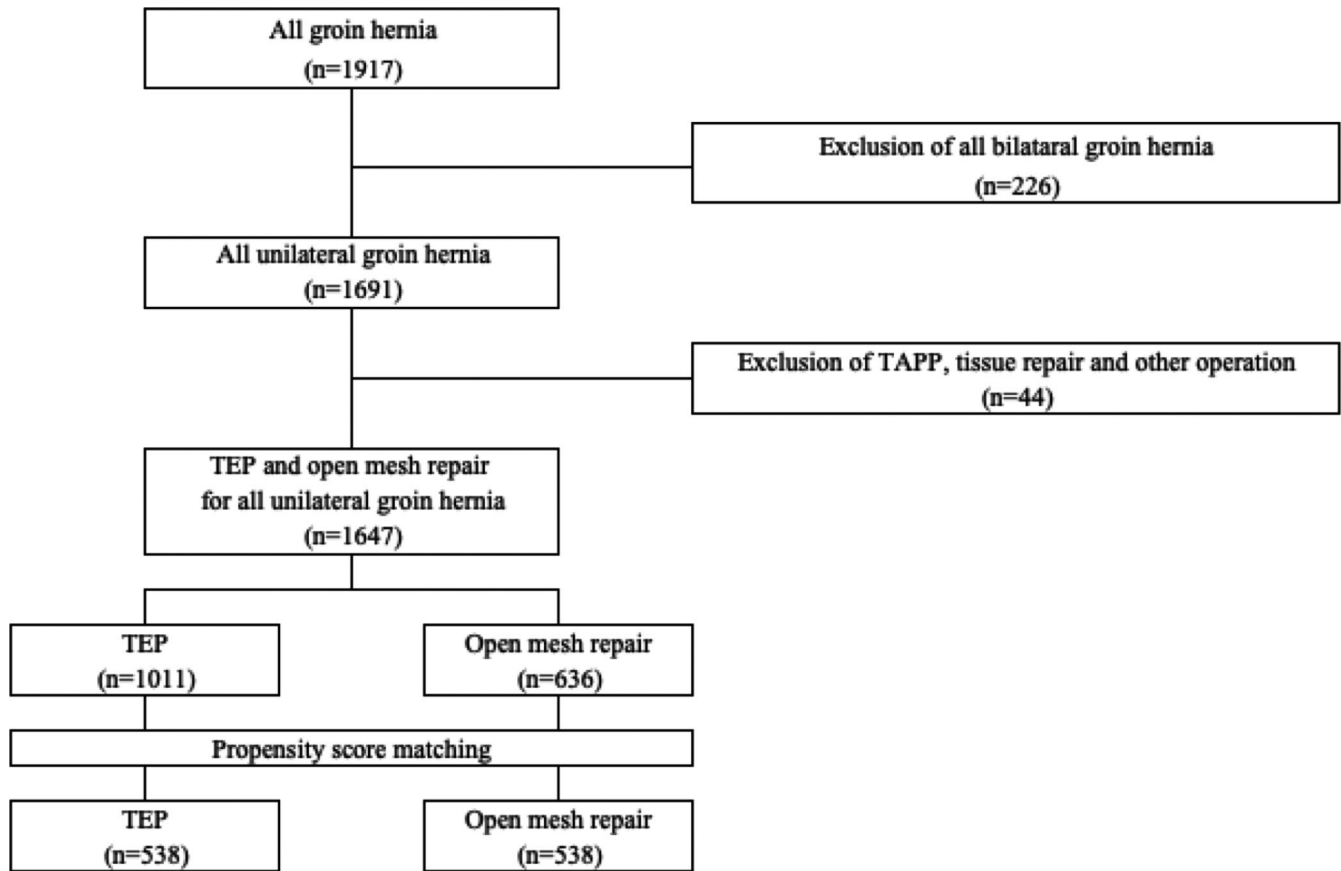 All groin hernia
(n=1917)
Exclusion of all bilataral groin hernia
(n=226)
All unilateral groin hernia
(n=1691)
Exclusion of TAPP, tissue repair and other operation
(n=44)
TEP and open mesh repair
for all unilateral groin hernia
(n=1647)
TEP
(n=1011)
Open mesh repair
(n=636)
Propensity score matching
TEP
(n=538)
Open mesh repair
(n=538)